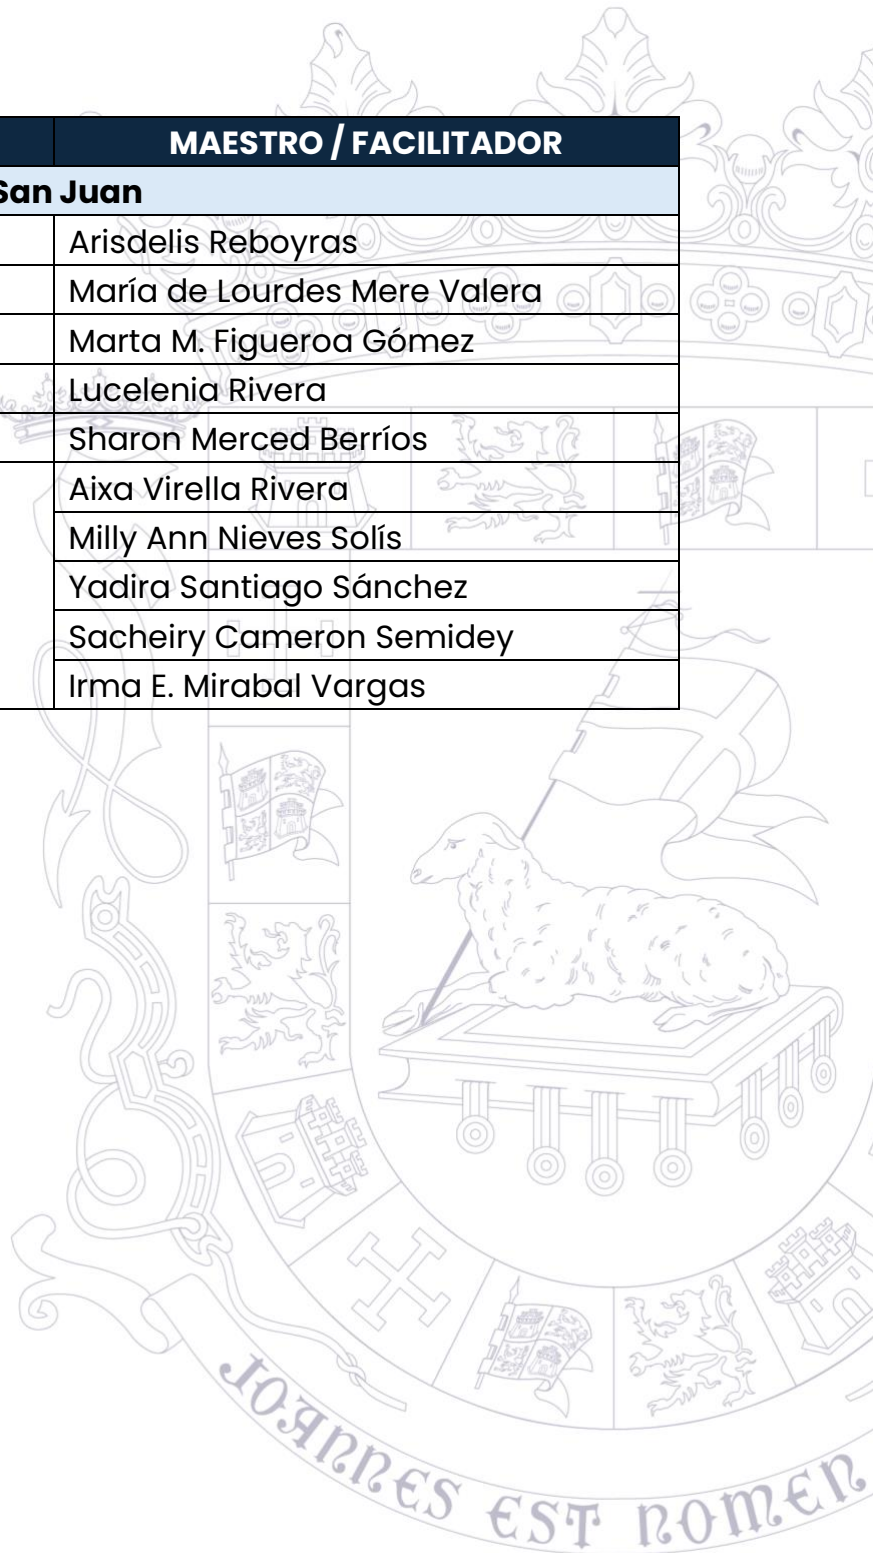 MAESTRO / FACILITADOR
San Juan
Arisdelis Reboyras
María de Lourdes Mere Valera
Marta M. Figueroa Gómez
Lucelenia Rivera
Sharon Merced Berríos
Aixa Virella Rivera
Milly Ann Nieves Solís
Yadira Santiago Sánchez
Sacheiry Cameron Semidey
Irma E. Mirabal Vargas
JOANNES EST NOMEN